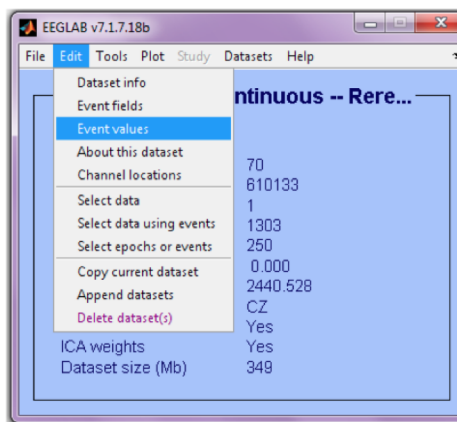 EEGLAB v7.1.7.18b
File Edit Tools Plot Study Datasets Help
ntinuous -- Rere...
Dataset info
Event fields
Event values
About this dataset
Channel locations
Select data
Select data using events
Select epochs or events
Copy current dataset
Append datasets
Delete dataset(s)
70
610133
1
1303
250
0.000
2440.528
CZ
Yes
ICA weights Yes
Dataset size (Mb) 349